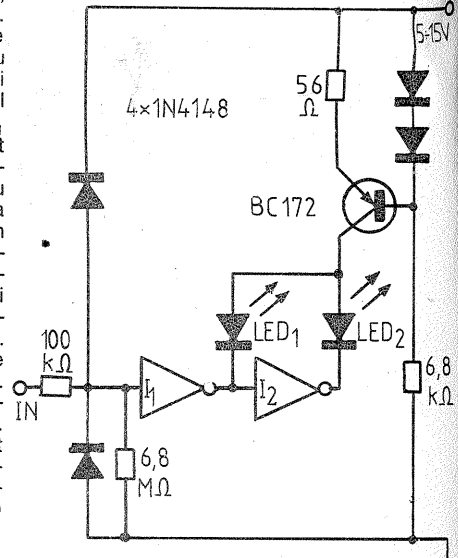 5-15V
56
Ω
4×1N4148
BC172
LED1
LED2
100
kΩ
I1
I2
6,8
kΩ
IN
6,8
MΩ